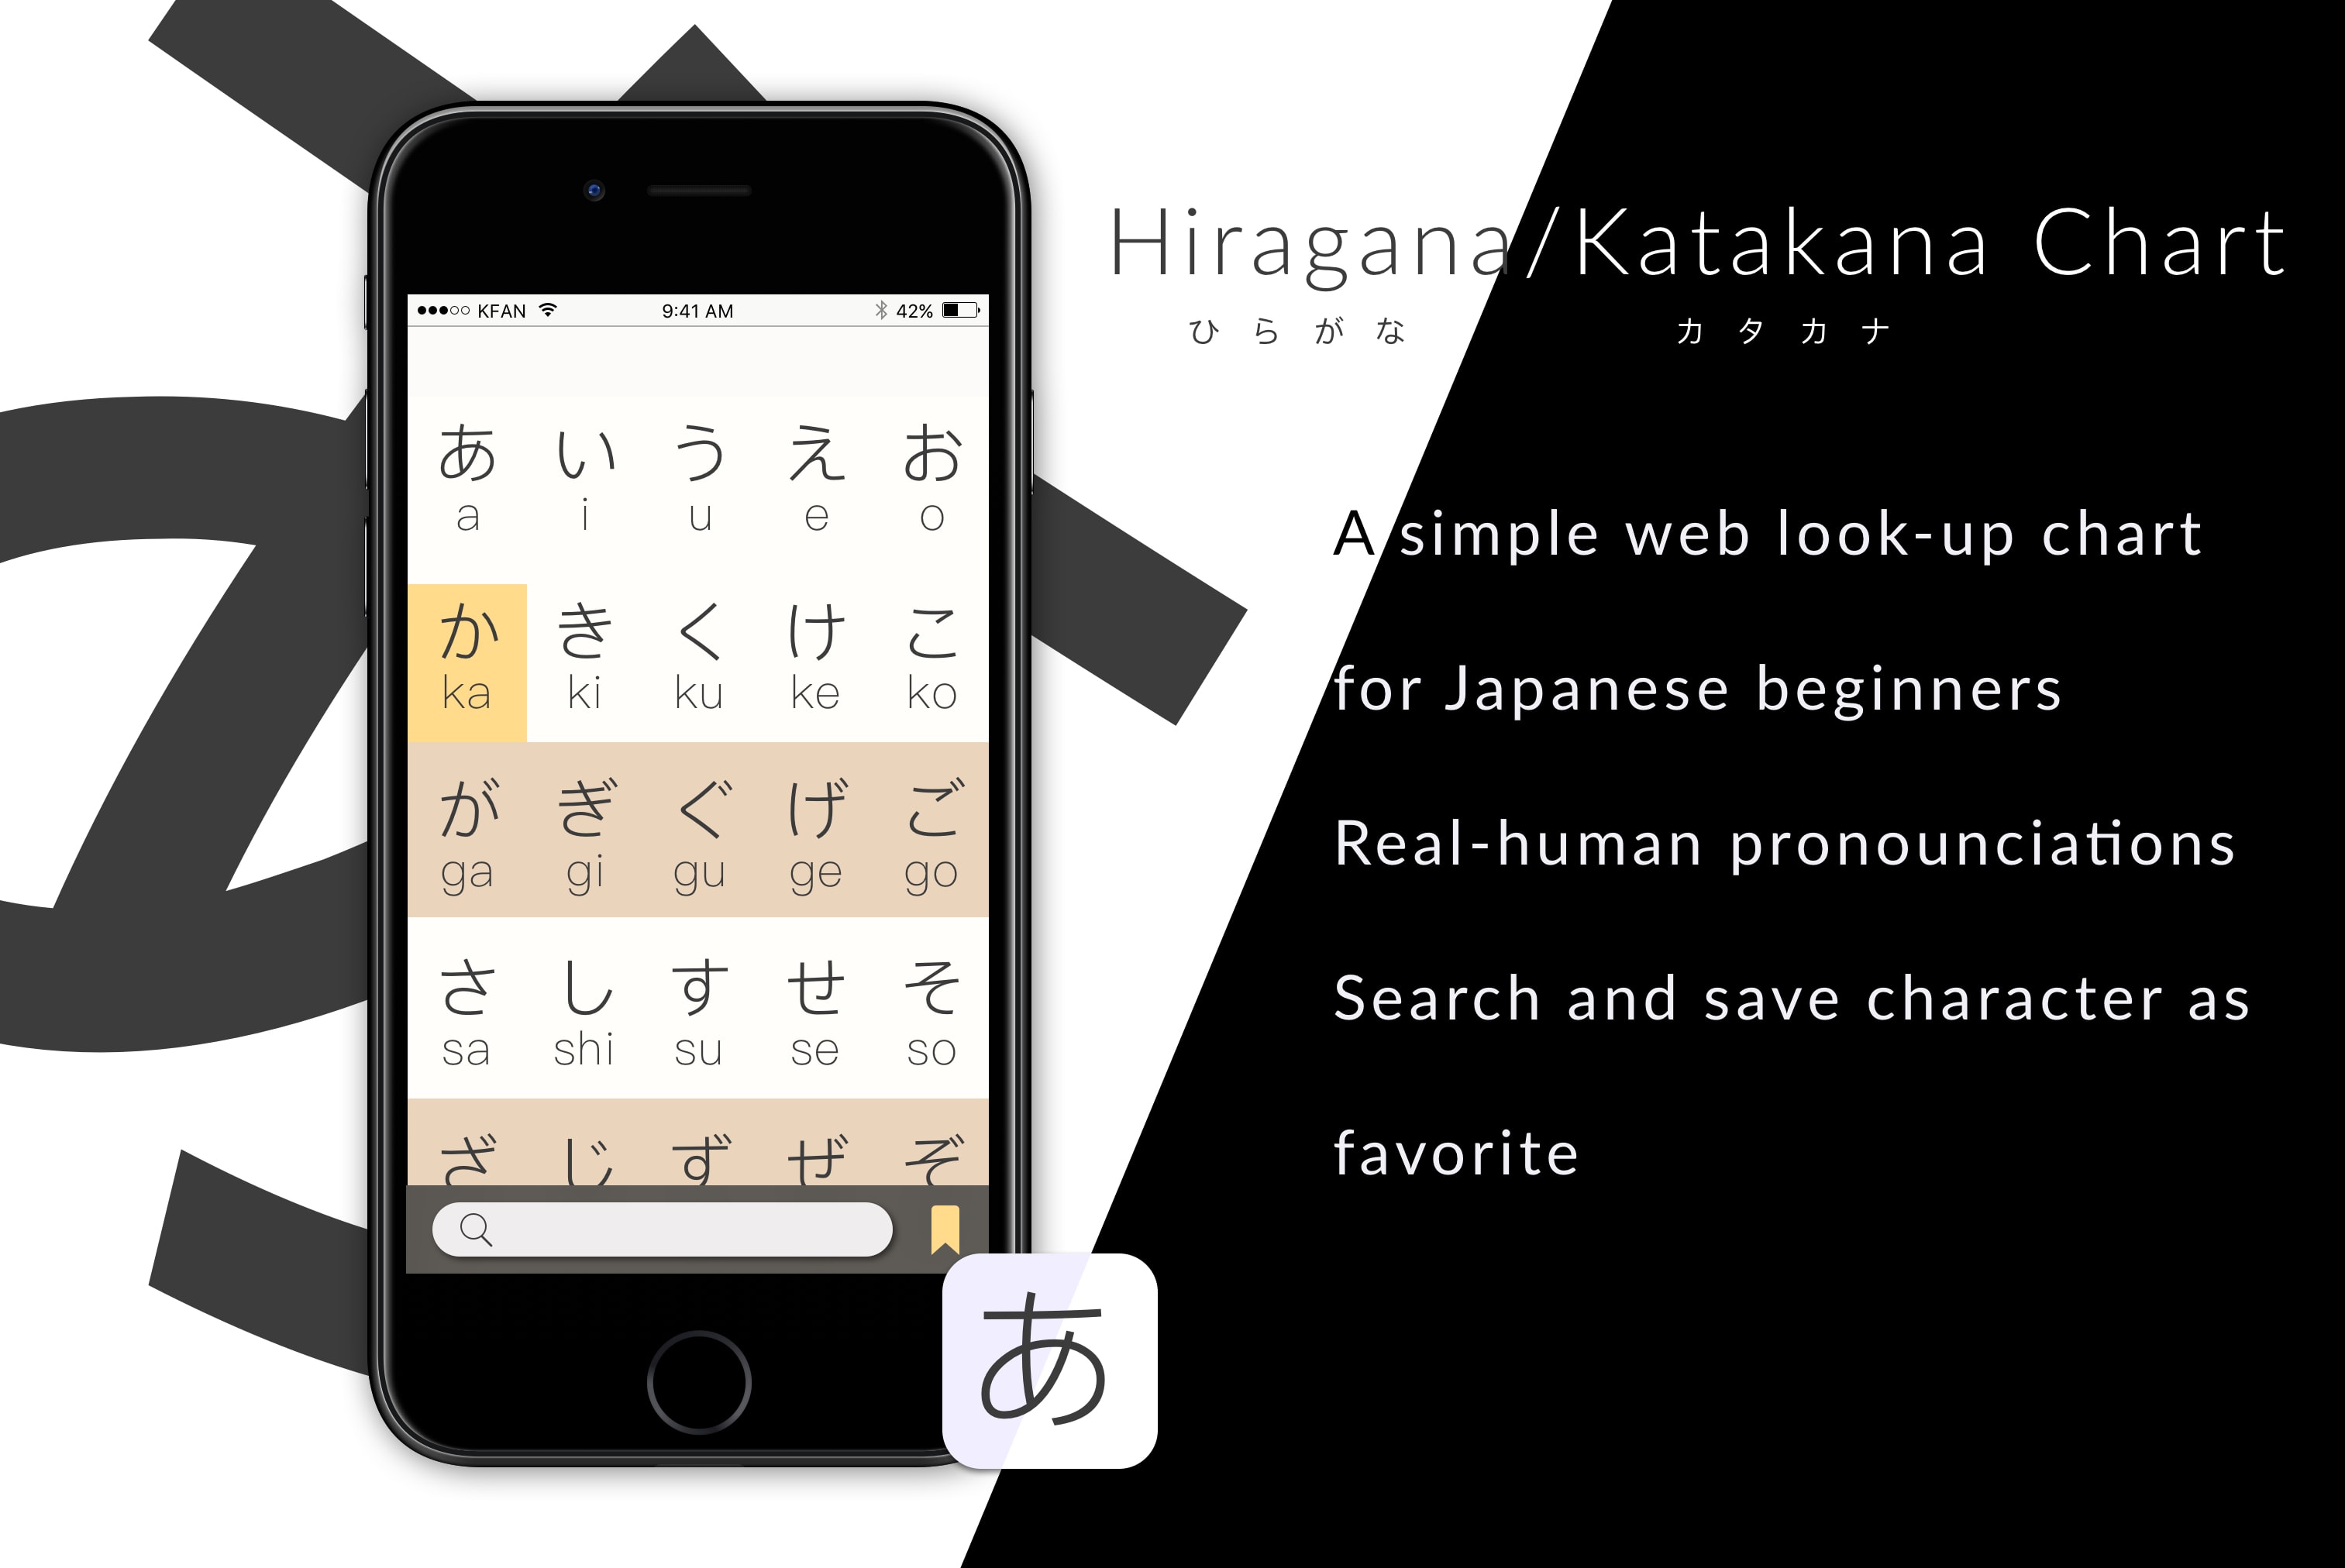 KFAN 9:41 AM 42%
あ い う え お
a i u e o
か き く け こ
ka ki ku ke ko
が ぎ ぐ げ ご
ga gi gu ge go
さ し す せ そ
sa shi su se so
ざ じ ず ぜ ぞ
あ
Hiragana/Katakana Chart
ひらがな カタカナ
A simple web look-up chart
for Japanese beginners
Real-human pronounciations
Search and save character as
favorite